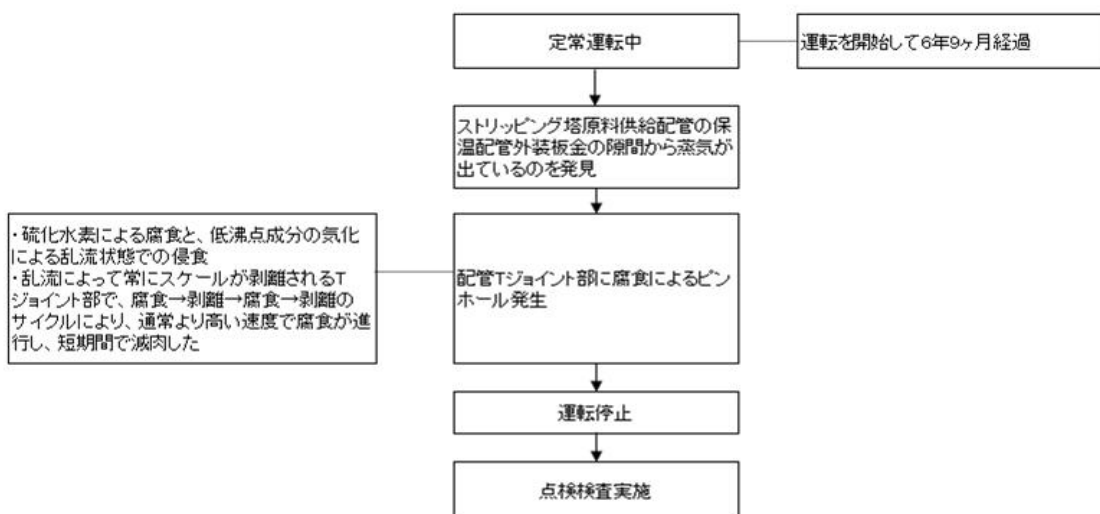 定常運転中
運転を開始して6年9ヶ月経過
ストリッピング塔原料供給配管の保
温配管外装板金の隙間から蒸気が
出ているのを発見
・硫化水素による腐食と、低沸点成分の気化
による乱流状態での侵食
・乱流によって常にスケールが剥離されるT
ジョイント部で、腐食→剥離→腐食→剥離の
サイクルにより、通常より高い速度で腐食が進
行し、短期間で減肉した
配管Tジョイント部に腐食によるピン
ホール発生
運転停止
点検検査実施